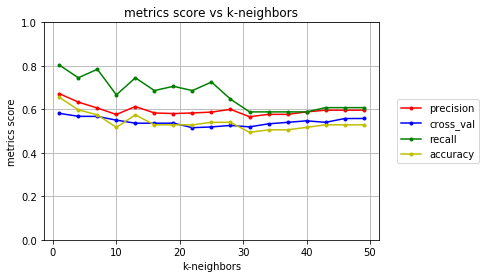 metrics score vs k-neighbors
1.0
0.8
0.6
0.4
0.2
0.0
metrics score
0 10 20 30 40 50
k-neighbors
precision
cross_val
recall
accuracy